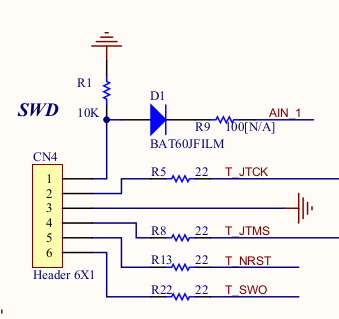 R1
D1
SWD
10K
AIN_1
R9 100[N/A]
BAT60JFILM
CN4
1
R5 22 T_JTCK
2
3
4
R8 22 T_JTMS
5
R13 22 T_NRST
6
Header 6X1
R22 22 T_SWO